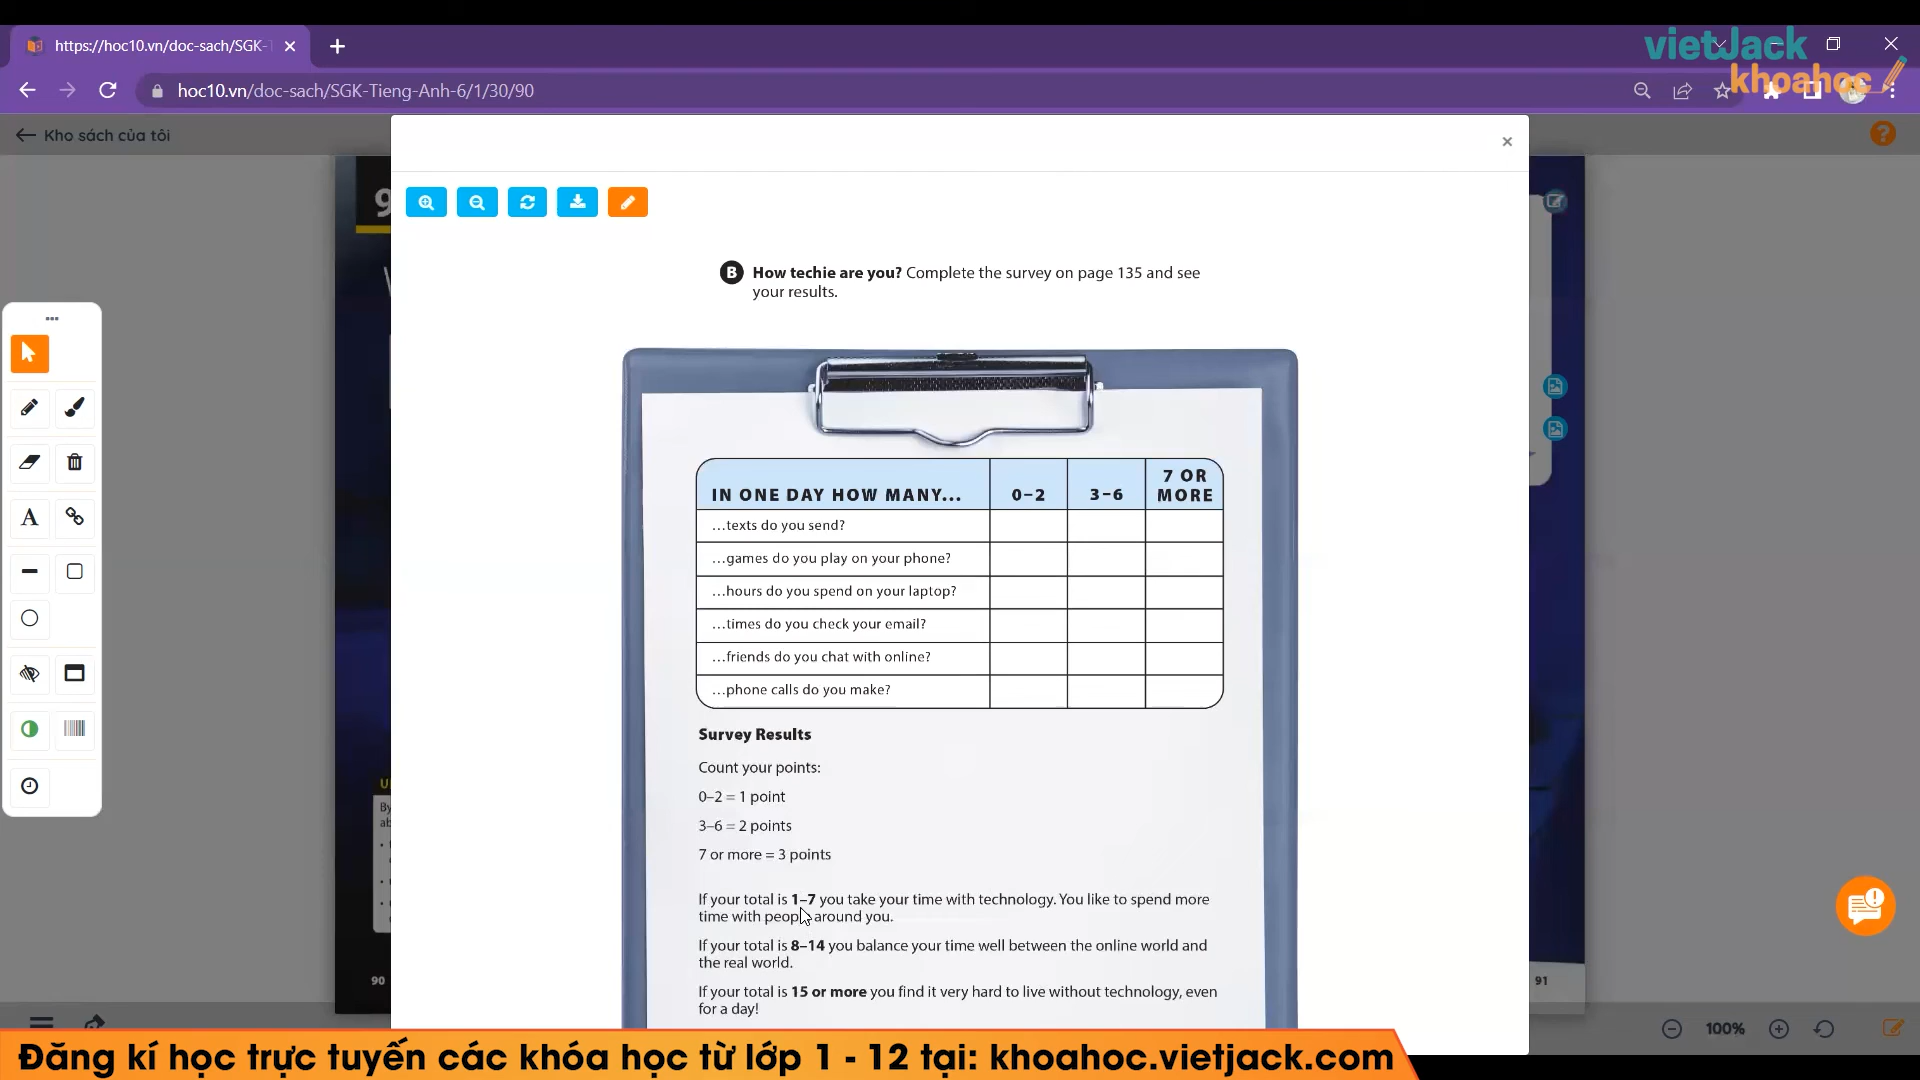 https://hoc10.vn/doc-sach/SGK-T
vietJack
khoahoc
hoc10.vn/doc-sach/SGK-Tieng-Anh-6/1/30/90
Kho sách của tôi
B How techie are you? Complete the survey on page 135 and see
your results.
IN ONE DAY HOW MANY... 0–2 3–6 7 OR MORE
...texts do you send?
...games do you play on your phone?
...hours do you spend on your laptop?
...times do you check your email?
...friends do you chat with online?
...phone calls do you make?
Survey Results
Count your points:
0–2 = 1 point
3–6 = 2 points
7 or more = 3 points
If your total is 1–7 you take your time with technology. You like to spend more
time with people around you.
If your total is 8–14 you balance your time well between the online world and
the real world.
If your total is 15 or more you find it very hard to live without technology, even
for a day!
90
91
100%
Đăng kí học trực tuyến các khóa học từ lớp 1 - 12 tại: khoahoc.vietjack.com